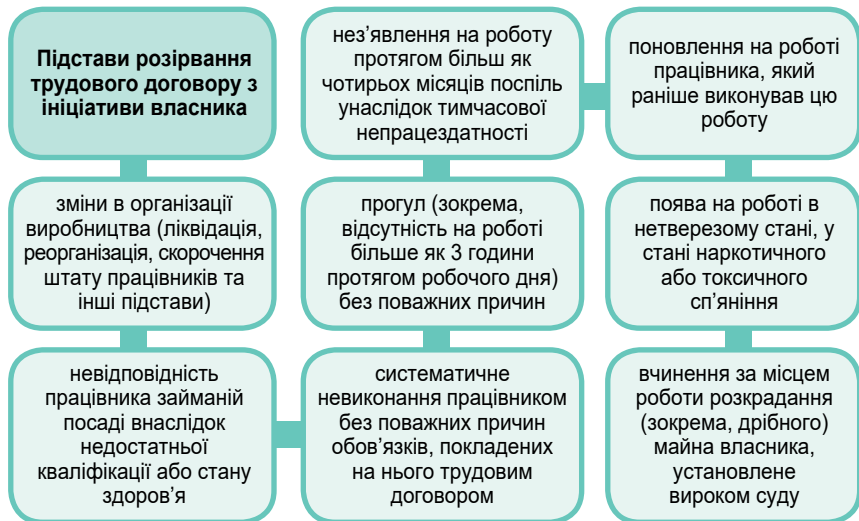 Підстави розірвання
трудового договору з
ініціативи власника
зміни в організації
виробництва (ліквідація,
реорганізація, скорочення
штату працівників та
інші підстави)
невідповідність
працівника займаній
посаді внаслідок
недостатньої
кваліфікації або стану
здоров’я
систематичне
невиконання працівником
без поважних причин
обов’язків, покладених
на нього трудовим
договором
прогул (зокрема,
відсутність на роботі
більше як 3 години
протягом робочого дня)
без поважних причин
нез’явлення на роботу
протягом більш як
чотирьох місяців поспіль
унаслідок тимчасової
непрацездатності
поновлення на роботі
працівника, який
раніше виконував цю
роботу
поява на роботі в
нетверезому стані, у
стані наркотичного
або токсичного
сп’яніння
вчинення за місцем
роботи розкрадання
(зокрема, дрібного)
майна власника,
установлене
вироком суду